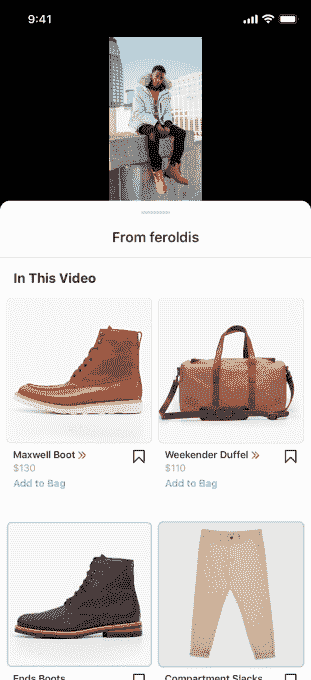 9:41
From feroldis
In This Video
Maxwell Boot »
$130
Add to Bag
Weekender Duffel »
$110
Add to Bag
Ends Boots
Compartment Slacks